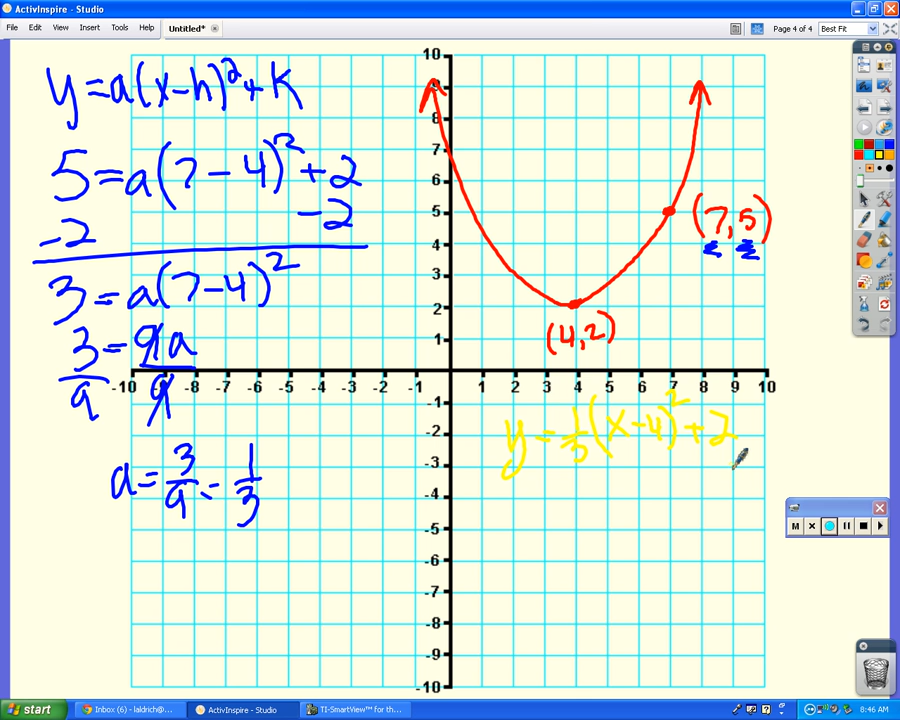 ActivInspire - Studio
File Edit View Insert Tools Help Untitled* Page 4 of 4 Best Fit
y=a(x-h)²+k
5=a(7-4)²+2
-2 -2
3=a(7-4)²
3/9=9a/9
a=3/9=1/3
(7,5)
(4,2)
y=1/3(x-4)²+2
10
9
8
7
6
5
4
3
2
1
-10 -9 -8 -7 -6 -5 -4 -3 -2 -1 1 2 3 4 5 6 7 8 9 10
-1
-2
-3
-4
-5
-6
-7
-8
-9
-10
M
start Inbox (6) - laldrich@... ActivInspire - Studio TI-SmartView™ for th... 8:46 AM